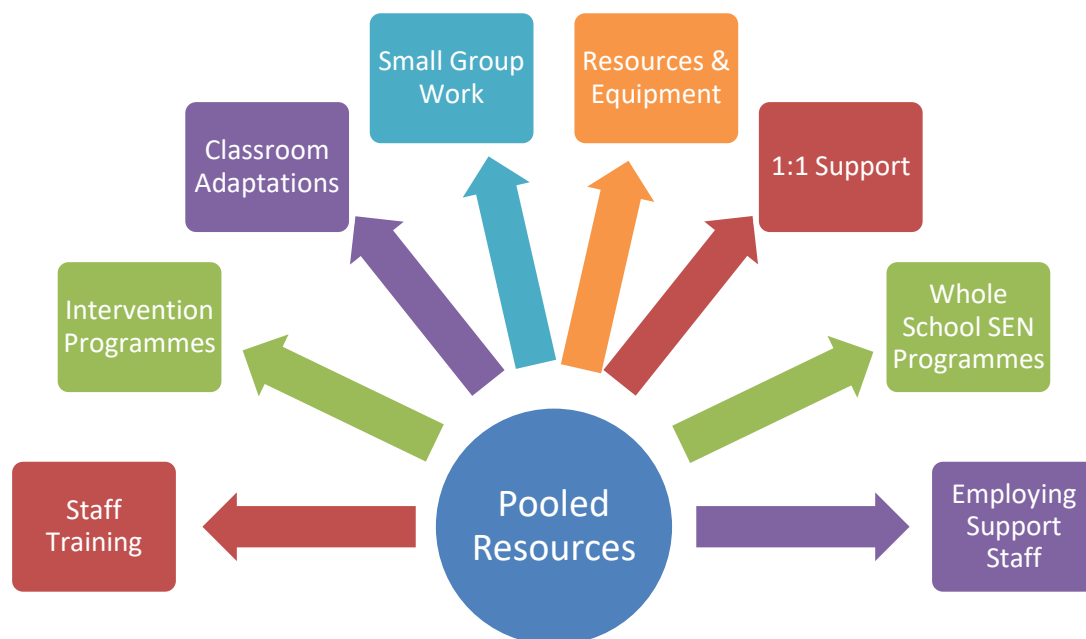 Small Group
Work
Resources &
Equipment
Classroom
Adaptations
1:1 Support
Intervention
Programmes
Whole
School SEN
Programmes
Staff
Training
Pooled
Resources
Employing
Support
Staff